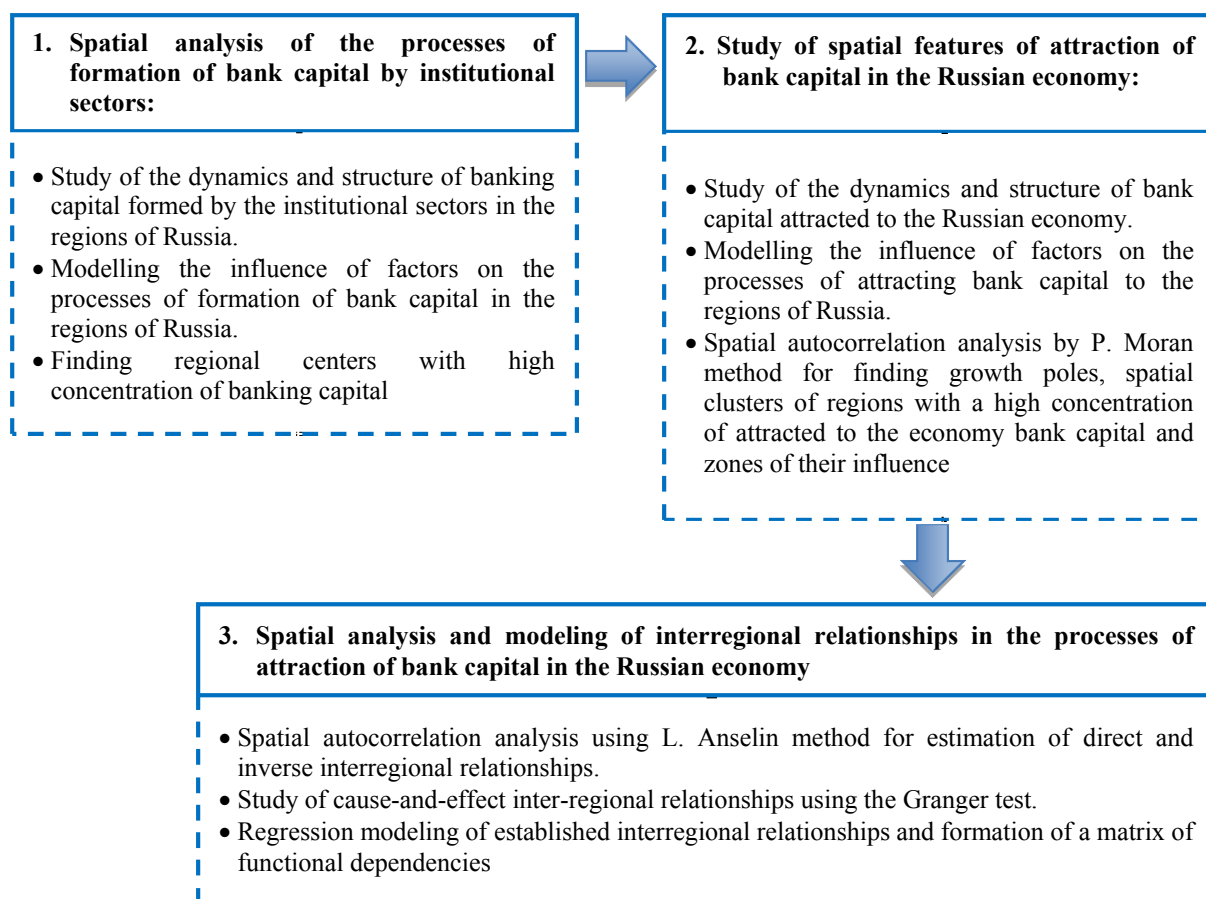 1. Spatial analysis of the processes of
formation of bank capital by institutional
sectors:
• Study of the dynamics and structure of banking
capital formed by the institutional sectors in the
regions of Russia.
• Modelling the influence of factors on the
processes of formation of bank capital in the
regions of Russia.
• Finding regional centers with high
concentration of banking capital
2. Study of spatial features of attraction of
bank capital in the Russian economy:
• Study of the dynamics and structure of bank
capital attracted to the Russian economy.
• Modelling the influence of factors on the
processes of attracting bank capital to the
regions of Russia.
• Spatial autocorrelation analysis by P. Moran
method for finding growth poles, spatial
clusters of regions with a high concentration
of attracted to the economy bank capital and
zones of their influence
3. Spatial analysis and modeling of interregional relationships in the processes of
attraction of bank capital in the Russian economy
• Spatial autocorrelation analysis using L. Anselin method for estimation of direct and
inverse interregional relationships.
• Study of cause-and-effect inter-regional relationships using the Granger test.
• Regression modeling of established interregional relationships and formation of a matrix of
functional dependencies